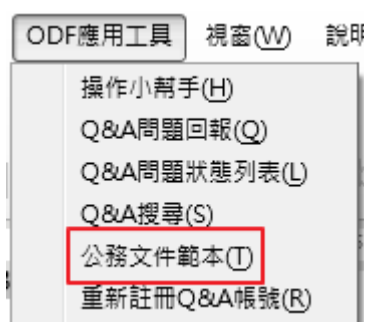 ODF應用工具 視窗(W) 說明
操作小幫手(H)
Q&A問題回報(Q)
Q&A問題狀態列表(L)
Q&A搜尋(S)
公務文件範本(T)
重新註冊Q&A帳號(R)